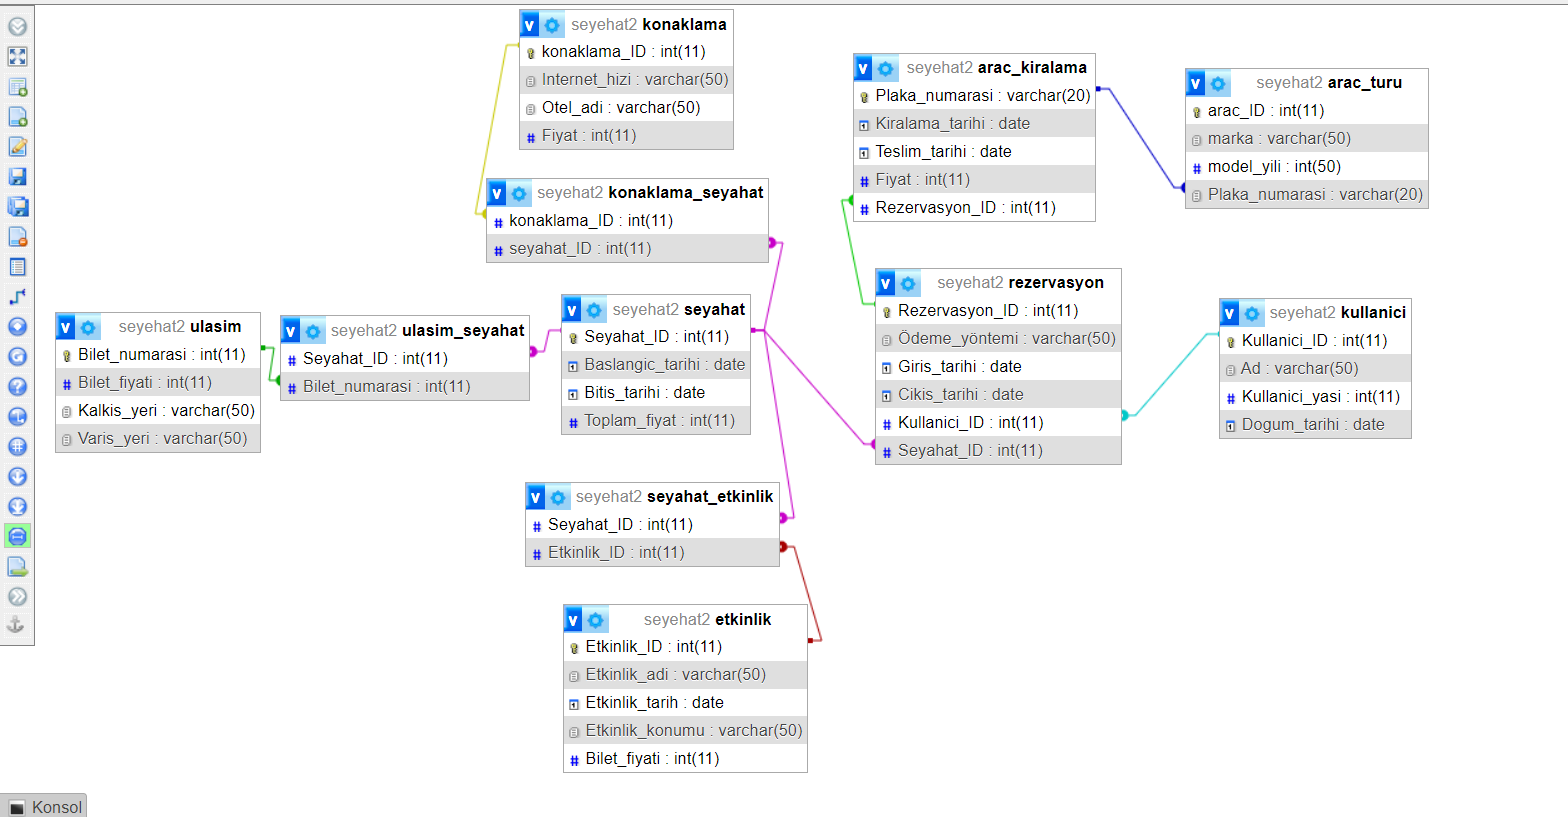 v seyehat2 konaklama
konaklama_ID : int(11)
Internet_hizi : varchar(50)
Otel_adi : varchar(50)
# Fiyat : int(11)
v seyehat2 konaklama_seyahat
# konaklama_ID : int(11)
# seyahat_ID : int(11)
v seyehat2 arac_kiralama
Plaka_numarasi : varchar(20)
Kiralama_tarihi : date
Teslim_tarihi : date
# Fiyat : int(11)
# Rezervasyon_ID : int(11)
v seyehat2 arac_turu
arac_ID : int(11)
marka : varchar(50)
# model_yili : int(50)
Plaka_numarasi : varchar(20)
v seyehat2 ulasim
Bilet_numarasi : int(11)
# Bilet_fiyati : int(11)
Kalkis_yeri : varchar(50)
Varis_yeri : varchar(50)
v seyehat2 ulasim_seyahat
# Seyahat_ID : int(11)
# Bilet_numarasi : int(11)
v seyehat2 seyahat
Seyahat_ID : int(11)
Baslangic_tarihi : date
Bitis_tarihi : date
# Toplam_fiyat : int(11)
v seyehat2 rezervasyon
Rezervasyon_ID : int(11)
Ödeme_yöntemi : varchar(50)
Giris_tarihi : date
Cikis_tarihi : date
# Kullanici_ID : int(11)
# Seyahat_ID : int(11)
v seyehat2 kullanici
Kullanici_ID : int(11)
Ad : varchar(50)
# Kullanici_yasi : int(11)
Dogum_tarihi : date
v seyehat2 seyahat_etkinlik
# Seyahat_ID : int(11)
# Etkinlik_ID : int(11)
v seyehat2 etkinlik
Etkinlik_ID : int(11)
Etkinlik_adi : varchar(50)
Etkinlik_tarih : date
Etkinlik_konumu : varchar(50)
# Bilet_fiyati : int(11)
Konsol